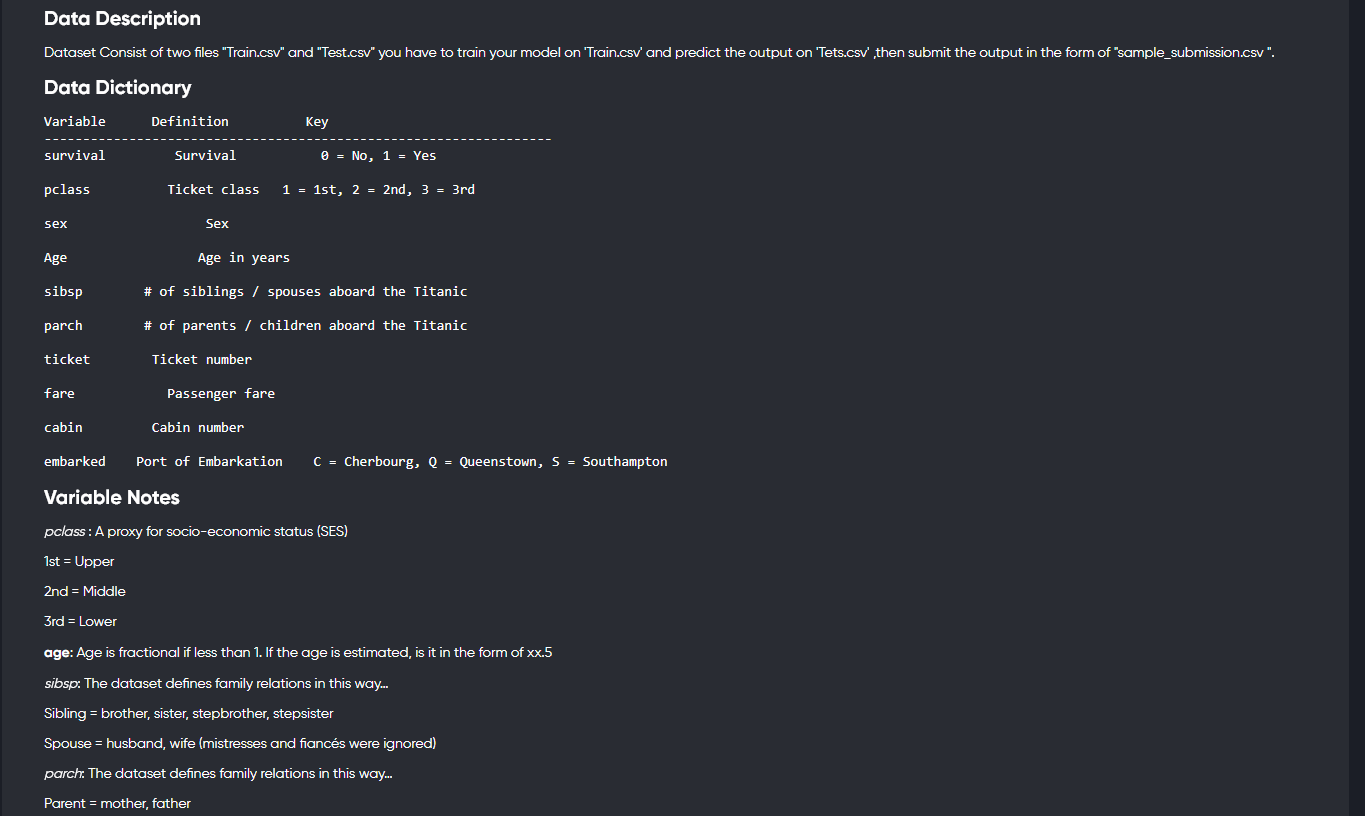 Data Description
Dataset Consist of two files "Train.csv" and "Test.csv" you have to train your model on 'Train.csv' and predict the output on 'Tets.csv' ,then submit the output in the form of "sample_submission.csv ".
Data Dictionary
Variable Definition Key
------------------------------------------------------------------
survival Survival 0 = No, 1 = Yes
pclass Ticket class 1 = 1st, 2 = 2nd, 3 = 3rd
sex Sex
Age Age in years
sibsp # of siblings / spouses aboard the Titanic
parch # of parents / children aboard the Titanic
ticket Ticket number
fare Passenger fare
cabin Cabin number
embarked Port of Embarkation C = Cherbourg, Q = Queenstown, S = Southampton
Variable Notes
pclass : A proxy for socio-economic status (SES)
1st = Upper
2nd = Middle
3rd = Lower
age: Age is fractional if less than 1. If the age is estimated, is it in the form of xx.5
sibsp: The dataset defines family relations in this way...
Sibling = brother, sister, stepbrother, stepsister
Spouse = husband, wife (mistresses and fiancés were ignored)
parch: The dataset defines family relations in this way...
Parent = mother, father